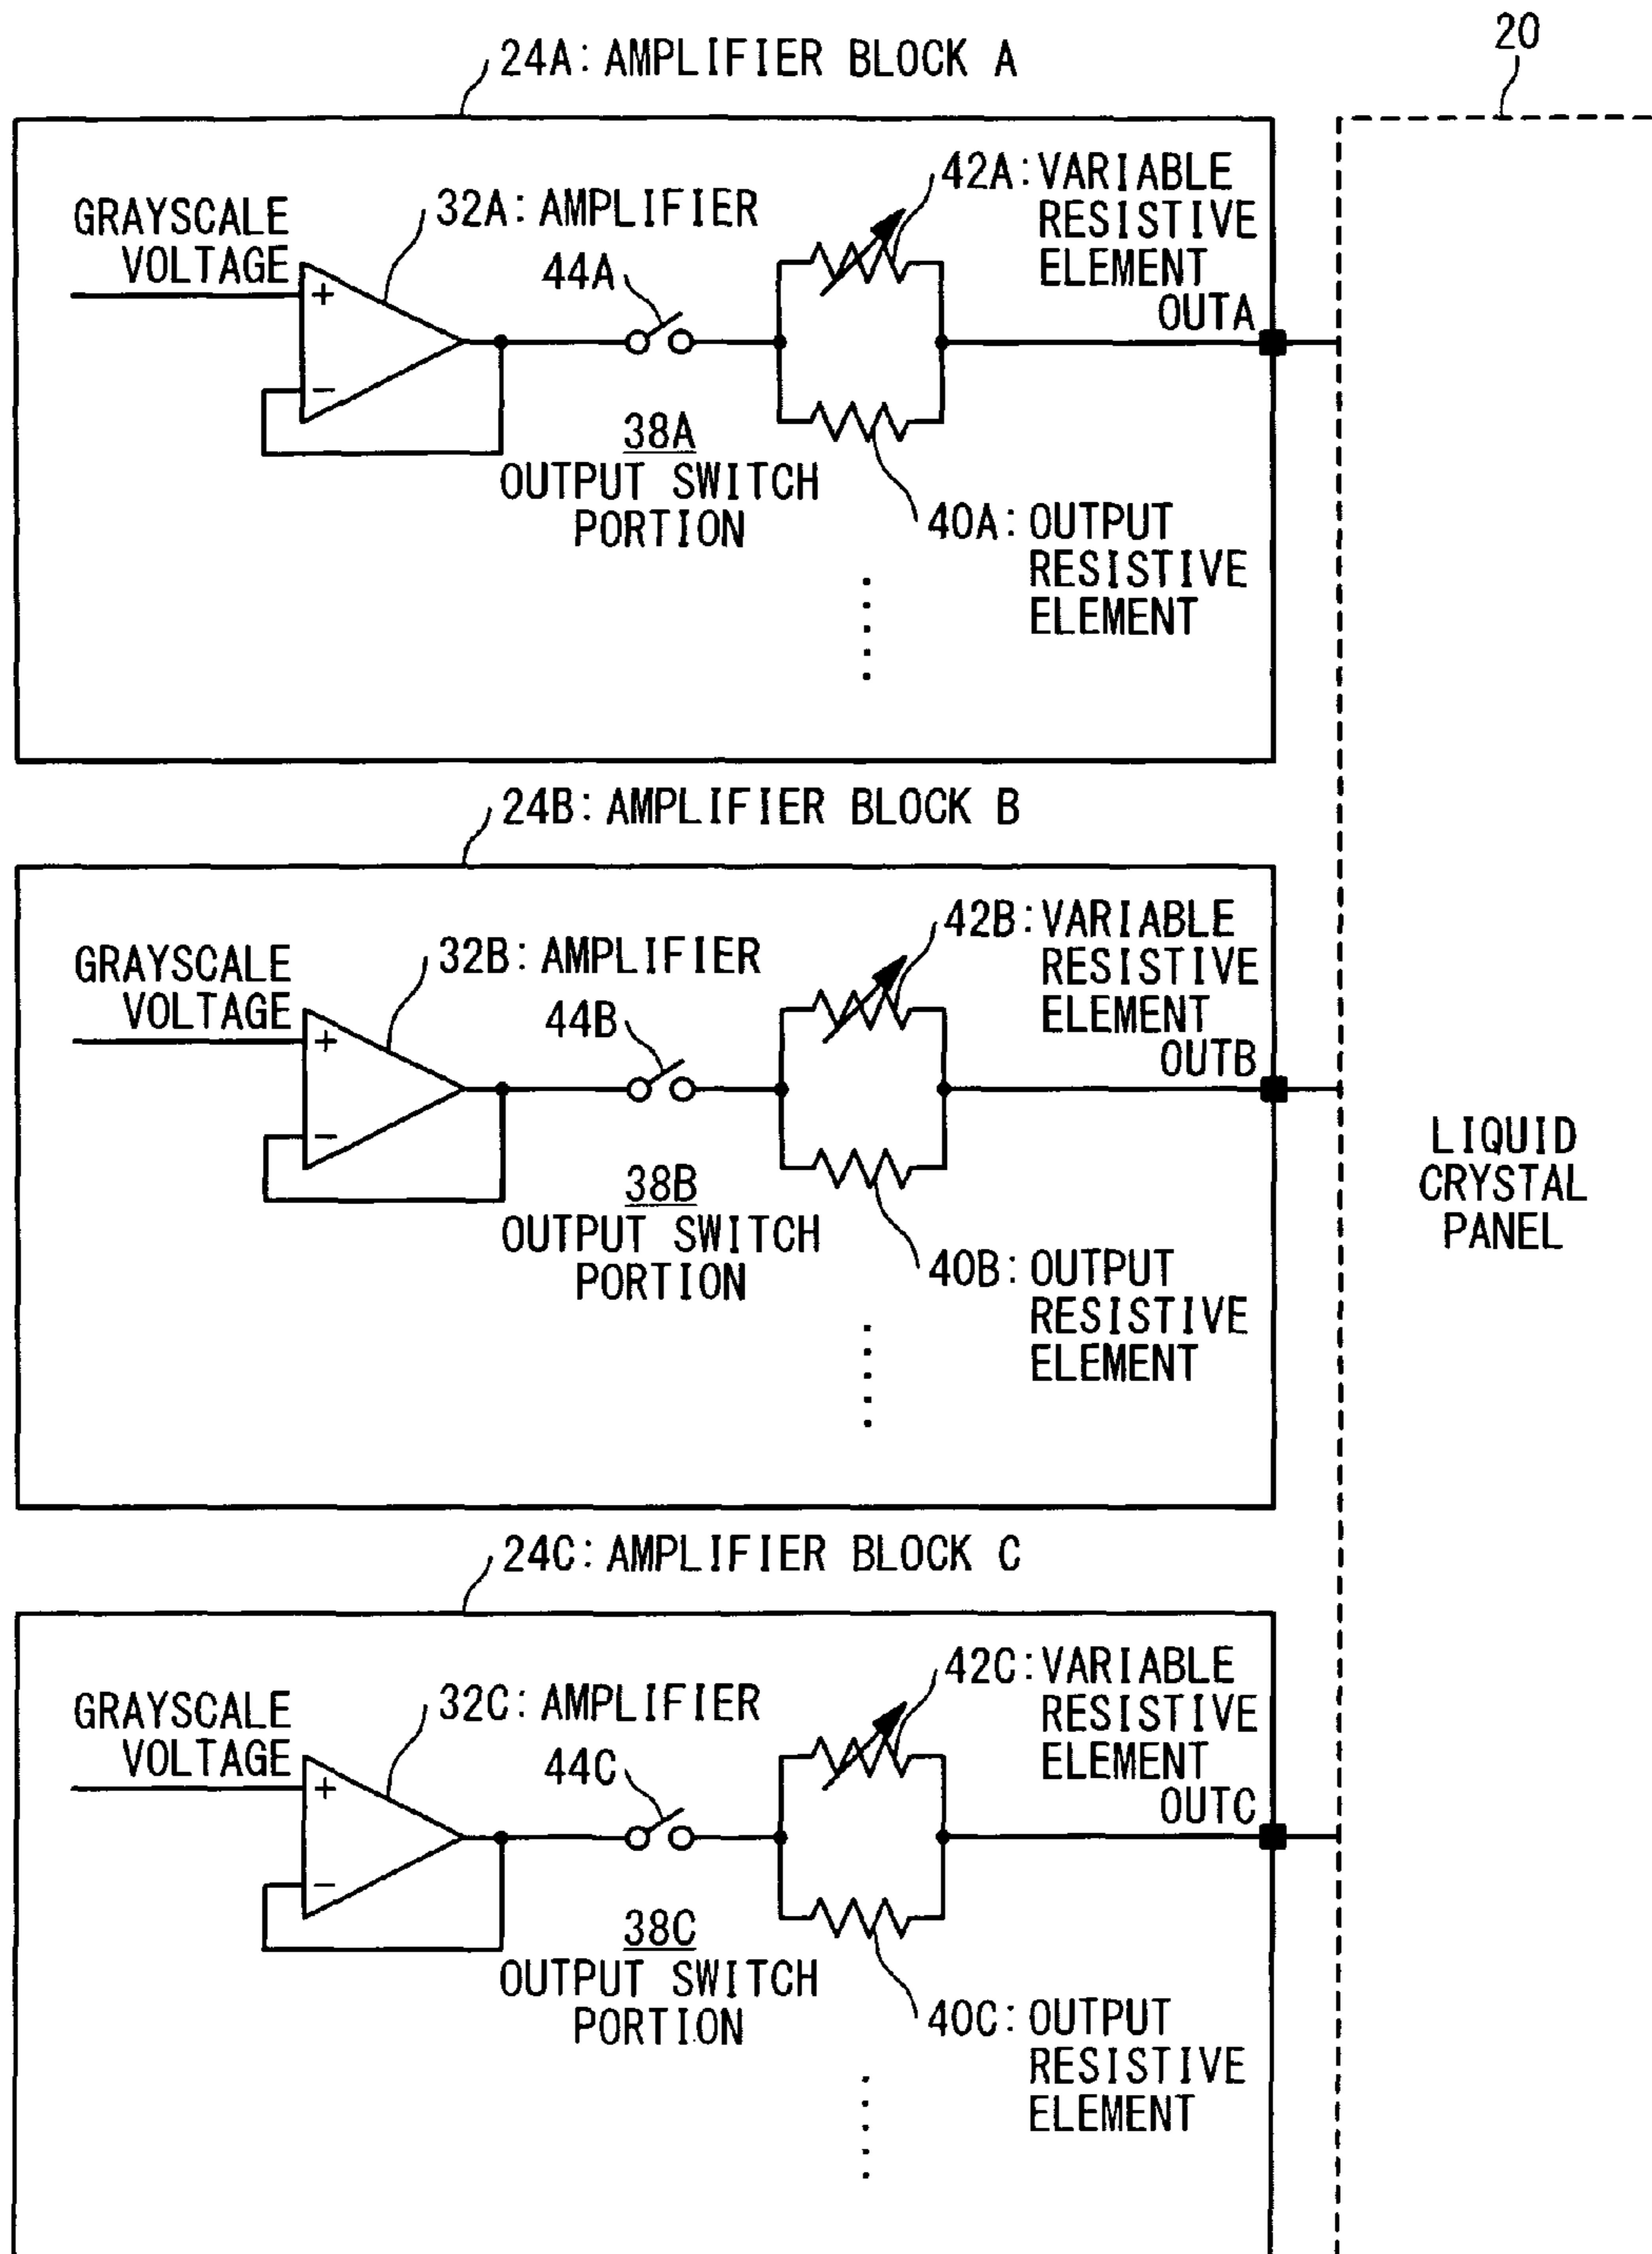 20
24A: AMPLIFIER BLOCK A
42A: VARIABLE
RESISTIVE
ELEMENT
32A: AMPLIFIER
GRAYSCALE
VOLTAGE
44A
OUTA
+
−
38A
OUTPUT SWITCH
PORTION
40A: OUTPUT
RESISTIVE
ELEMENT
24B: AMPLIFIER BLOCK B
42B: VARIABLE
RESISTIVE
ELEMENT
32B: AMPLIFIER
GRAYSCALE
VOLTAGE
44B
OUTB
+
−
38B
OUTPUT SWITCH
PORTION
40B: OUTPUT
RESISTIVE
ELEMENT
LIQUID
CRYSTAL
PANEL
24C: AMPLIFIER BLOCK C
42C: VARIABLE
RESISTIVE
ELEMENT
32C: AMPLIFIER
GRAYSCALE
VOLTAGE
44C
OUTC
+
−
38C
OUTPUT SWITCH
PORTION
40C: OUTPUT
RESISTIVE
ELEMENT